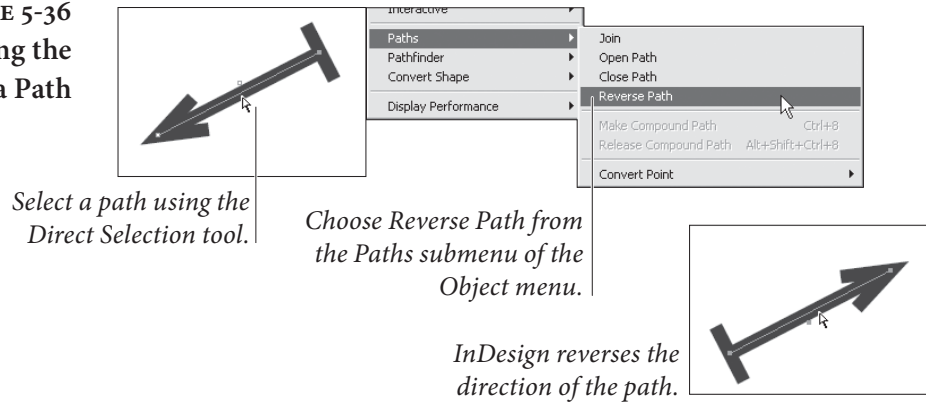 E 5-36
ng the
a Path
Interactive
Paths
Pathfinder
Convert Shape
Display Performance
Join
Open Path
Close Path
Reverse Path
Make Compound Path Ctrl+8
Release Compound Path Alt+Shift+Ctrl+8
Convert Point
Select a path using the
Direct Selection tool.
Choose Reverse Path from
the Paths submenu of the
Object menu.
InDesign reverses the
direction of the path.